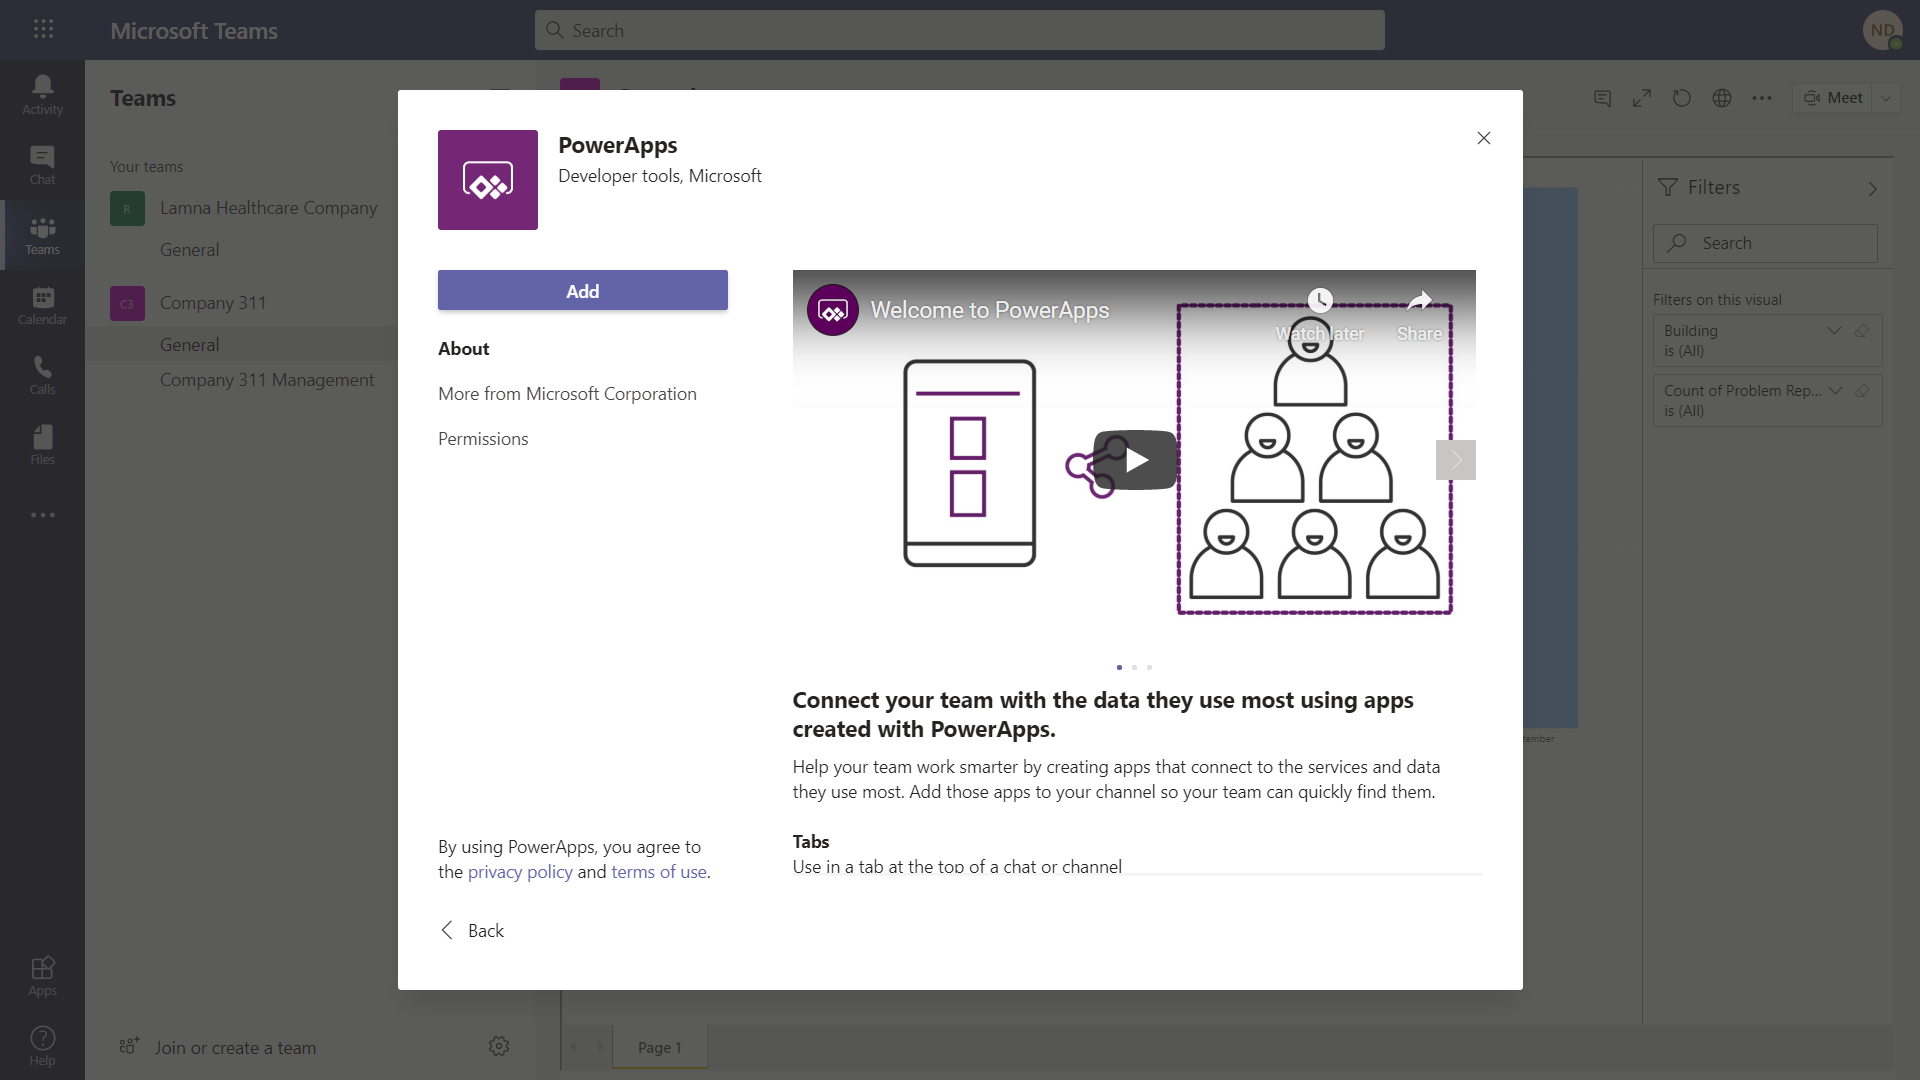 Microsoft Teams
Search
ND
Activity
Chat
Teams
Calendar
Calls
Files
Apps
Help
Teams
Your teams
R
Lamna Healthcare Company
General
C3
Company 311
General
Company 311 Management
Join or create a team
Meet
PowerApps
Developer tools, Microsoft
Add
About
More from Microsoft Corporation
Permissions
By using PowerApps, you agree to
the privacy policy and terms of use.
Back
Welcome to PowerApps
Watch later
Share
Connect your team with the data they use most using apps
created with PowerApps.
Help your team work smarter by creating apps that connect to the services and data
they use most. Add those apps to your channel so your team can quickly find them.
Tabs
Use in a tab at the top of a chat or channel
Filters
Search
Filters on this visual
Building
is (All)
Count of Problem Rep...
is (All)
tember
Page 1